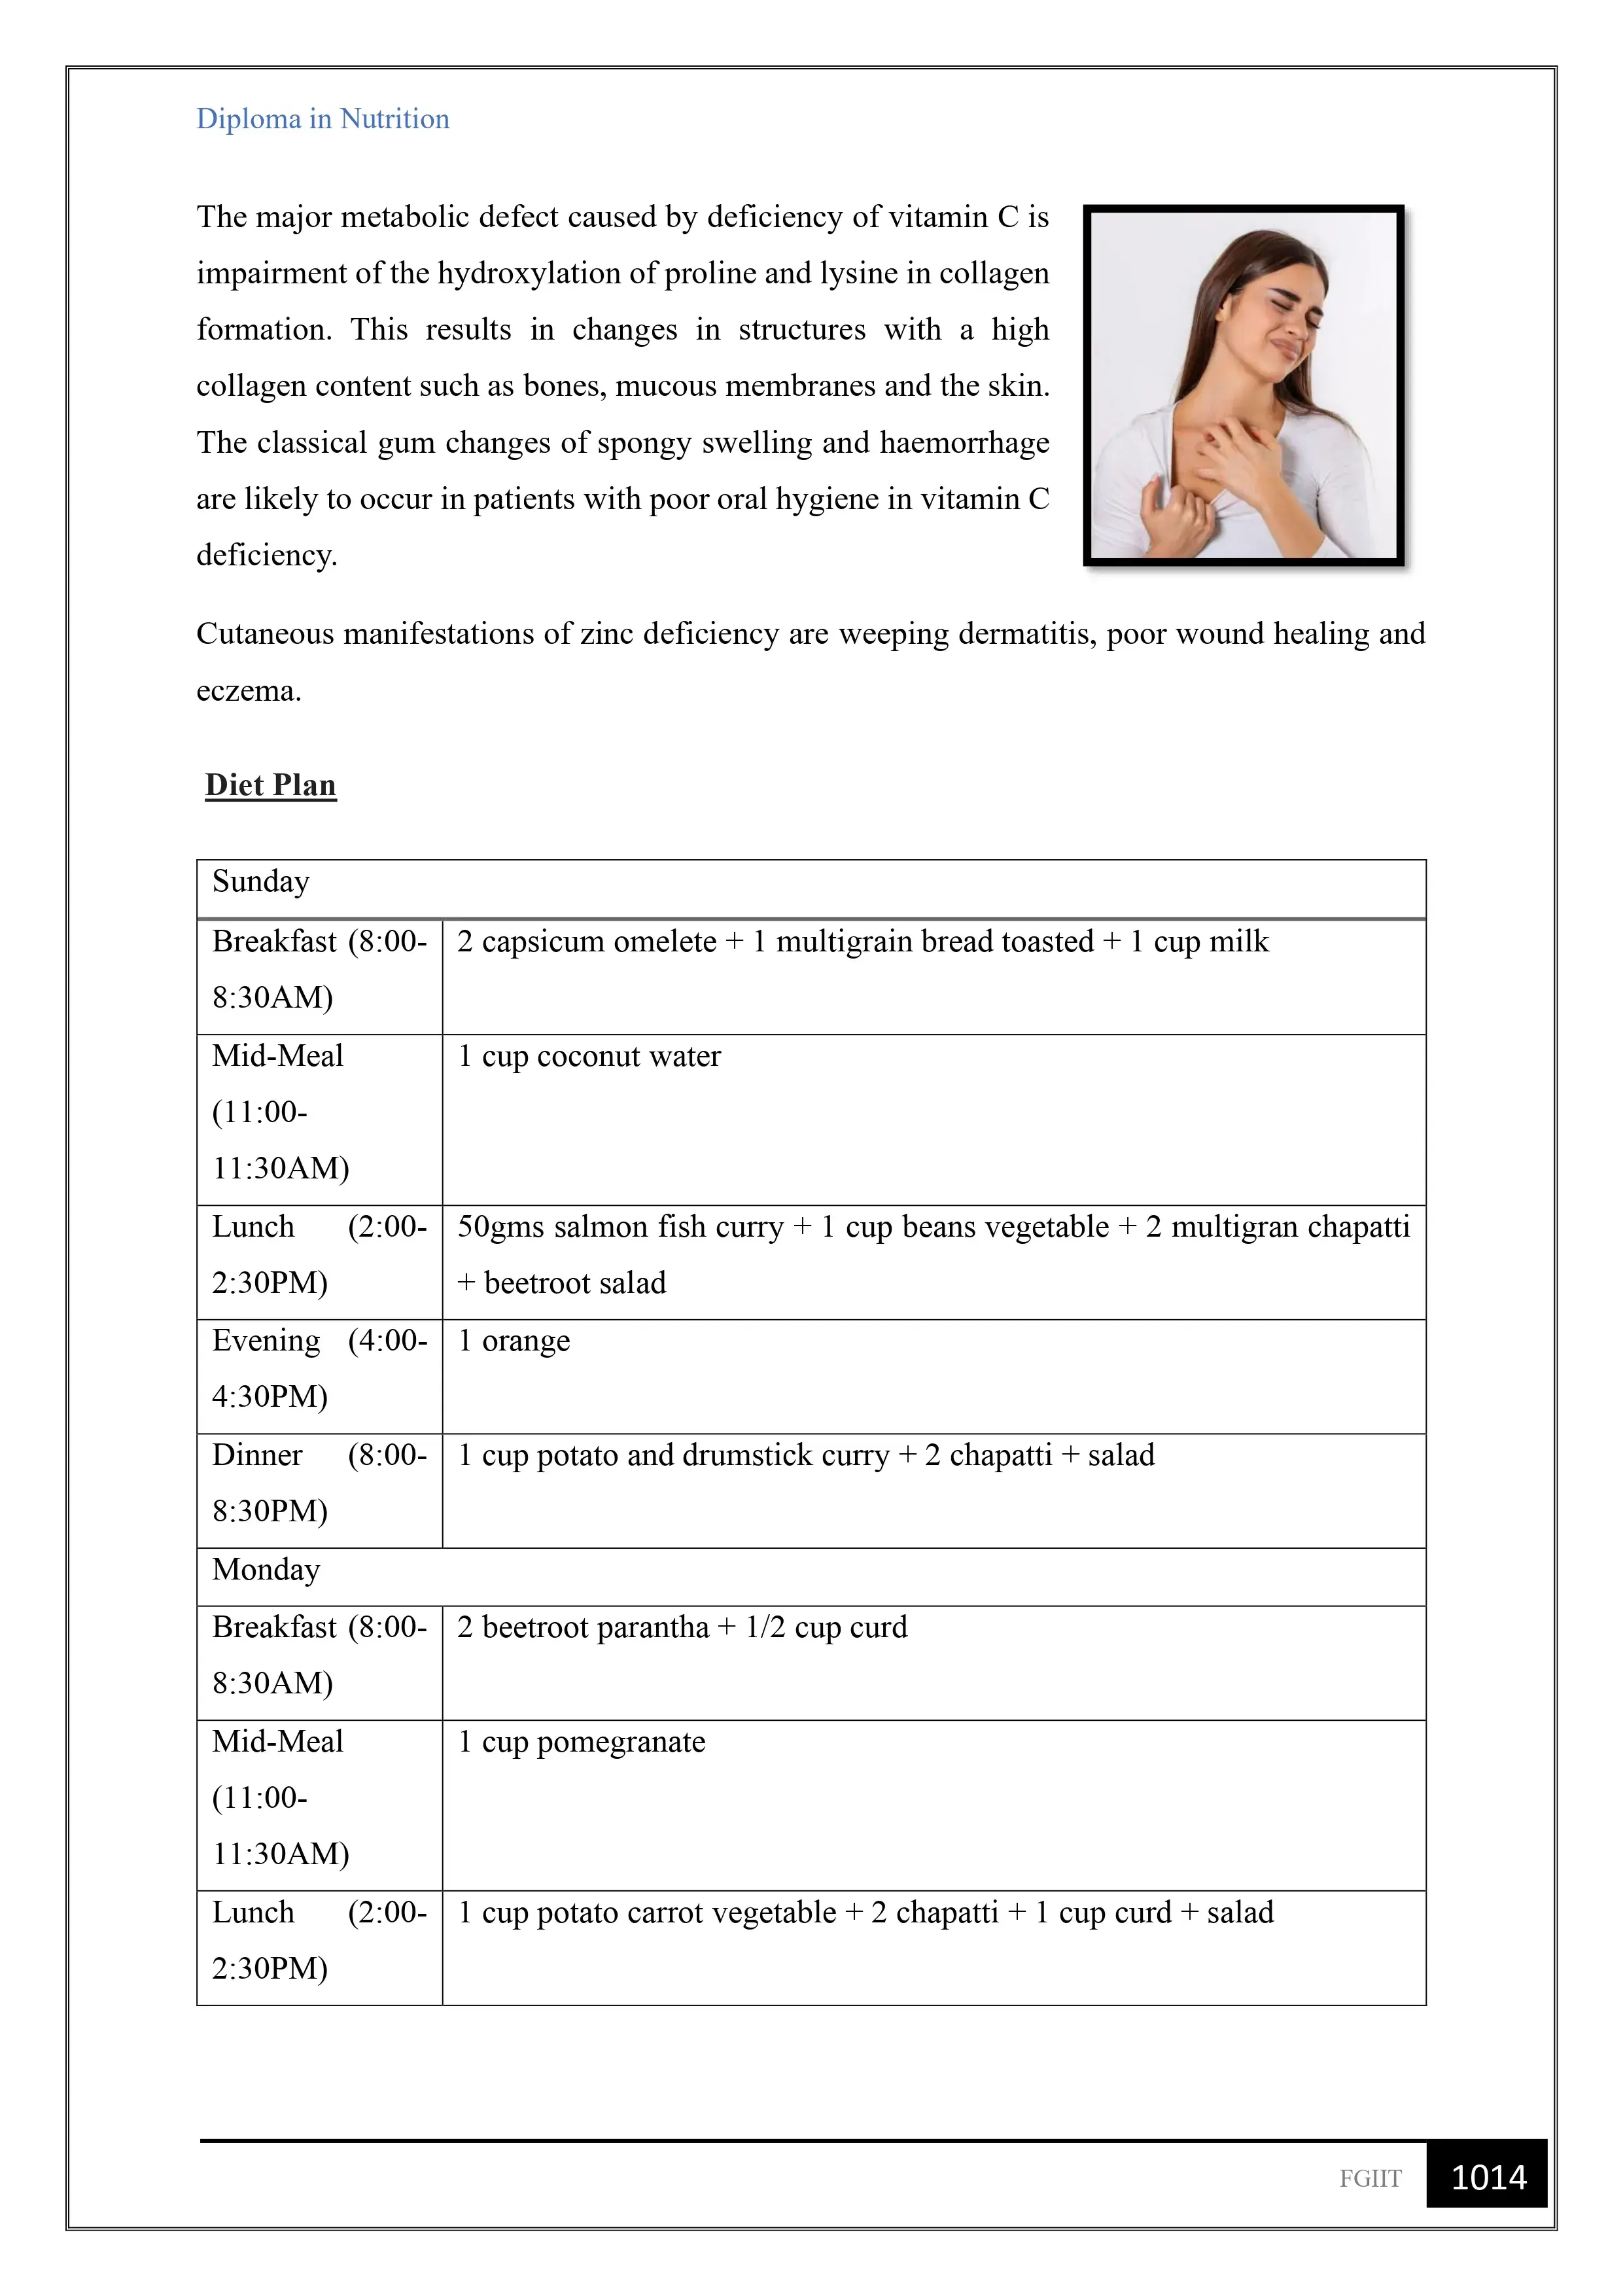 Diploma in Nutrition
The major metabolic defect caused by deficiency of vitamin C is
impairment of the hydroxylation of proline and lysine in collagen
formation. This results in changes in structures with a high
collagen content such as bones, mucous membranes and the skin.
The classical gum changes of spongy swelling and haemorrhage
are likely to occur in patients with poor oral hygiene in vitamin C
deficiency.
Cutaneous manifestations of zinc deficiency are weeping dermatitis, poor wound healing and
eczema.
Diet Plan
Sunday
Breakfast (8:00-
8:30AM)
2 capsicum omelete + 1 multigrain bread toasted + 1 cup milk
Mid-Meal
(11:00-
11:30AM)
1 cup coconut water
Lunch (2:00-
2:30PM)
50gms salmon fish curry + 1 cup beans vegetable + 2 multigran chapatti
+ beetroot salad
Evening (4:00-
4:30PM)
1 orange
Dinner (8:00-
8:30PM)
1 cup potato and drumstick curry + 2 chapatti + salad
Monday
Breakfast (8:00-
8:30AM)
2 beetroot parantha + 1/2 cup curd
Mid-Meal
(11:00-
11:30AM)
1 cup pomegranate
Lunch (2:00-
2:30PM)
1 cup potato carrot vegetable + 2 chapatti + 1 cup curd + salad
FGIIT 1014